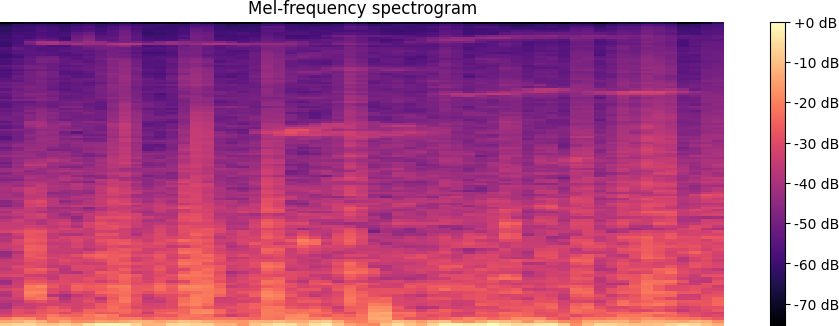 Mel-frequency spectrogram
+0 dB
-10 dB
-20 dB
-30 dB
-40 dB
-50 dB
-60 dB
-70 dB